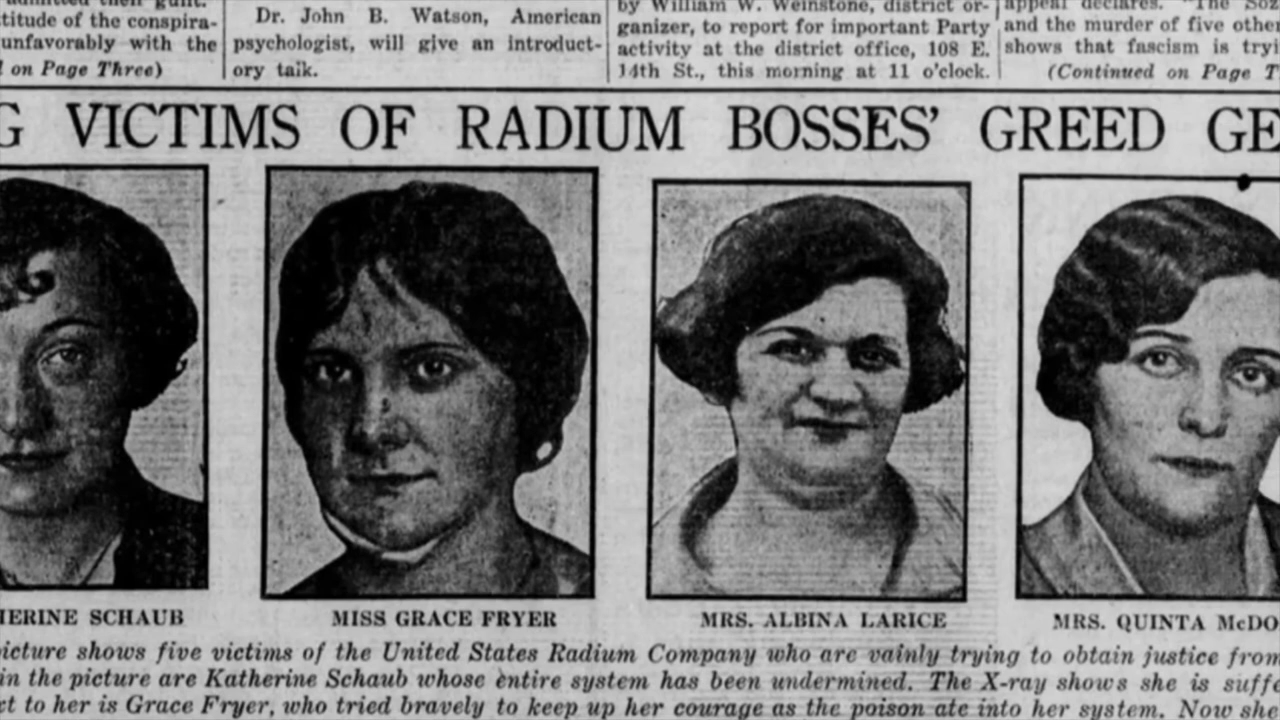 titude of the conspira-
unfavorably with the
on Page Three)
Dr. John B. Watson, American
psychologist, will give an introduct-
ory talk.
by William W. Weinstone, district or-
ganizer, to report for important Party
activity at the district office, 108 E.
14th St., this morning at 11 o'clock.
appeal declares. "The Soz
and the murder of five othe
shows that fascism is tryi
(Continued on Page T
G VICTIMS OF RADIUM BOSSES' GREED GE
HERINE SCHAUB
MISS GRACE FRYER
MRS. ALBINA LARICE
MRS. QUINTA McDO
icture shows five victims of the United States Radium Company who are vainly trying to obtain justice from
in the picture are Katherine Schaub whose entire system has been undermined. The X-ray shows she is suffe
ct to her is Grace Fryer, who tried bravely to keep up her courage as the poison ate into her system. Now she